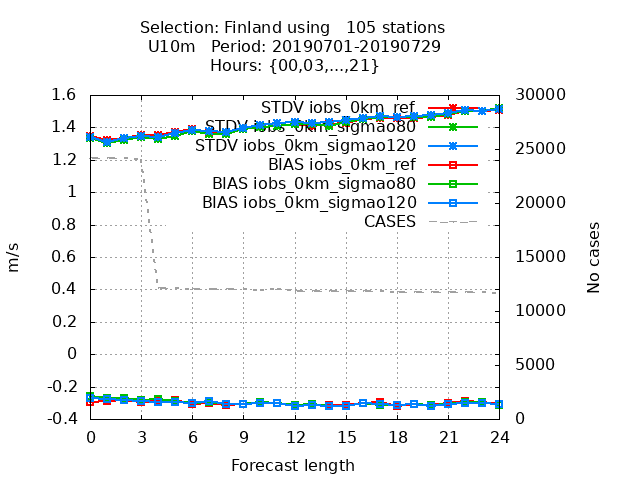 Selection: Finland using   105 stations
U10m   Period: 20190701-20190729
Hours: {00,03,...,21}
1.6
1.4
1.2
1
0.8
0.6
0.4
0.2
0
-0.2
-0.4
m/s
STDV iobs_0km_ref
STDV iobs_0km_sigmao80
STDV iobs_0km_sigmao120
BIAS iobs_0km_ref
BIAS iobs_0km_sigmao80
BIAS iobs_0km_sigmao120
CASES
30000
25000
20000
15000
10000
5000
0
No cases
0 3 6 9 12 15 18 21 24
Forecast length